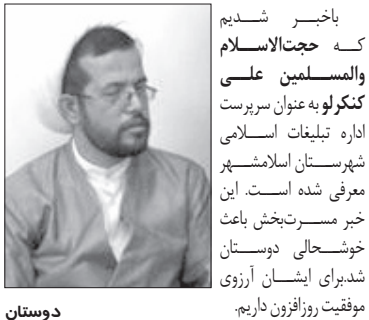 باخبر شدیم
که حجت‌الاسلام
والمسلمین علی
کنکرلو به عنوان سرپرست
اداره تبلیغات اسلامی
شهرستان اسلامشهر
معرفی شده است. این
خبر مسرت‌بخش باعث
خوشحالی دوستان
شد.برای ایشان آرزوی
موفقیت روزافزون داریم.
دوستان